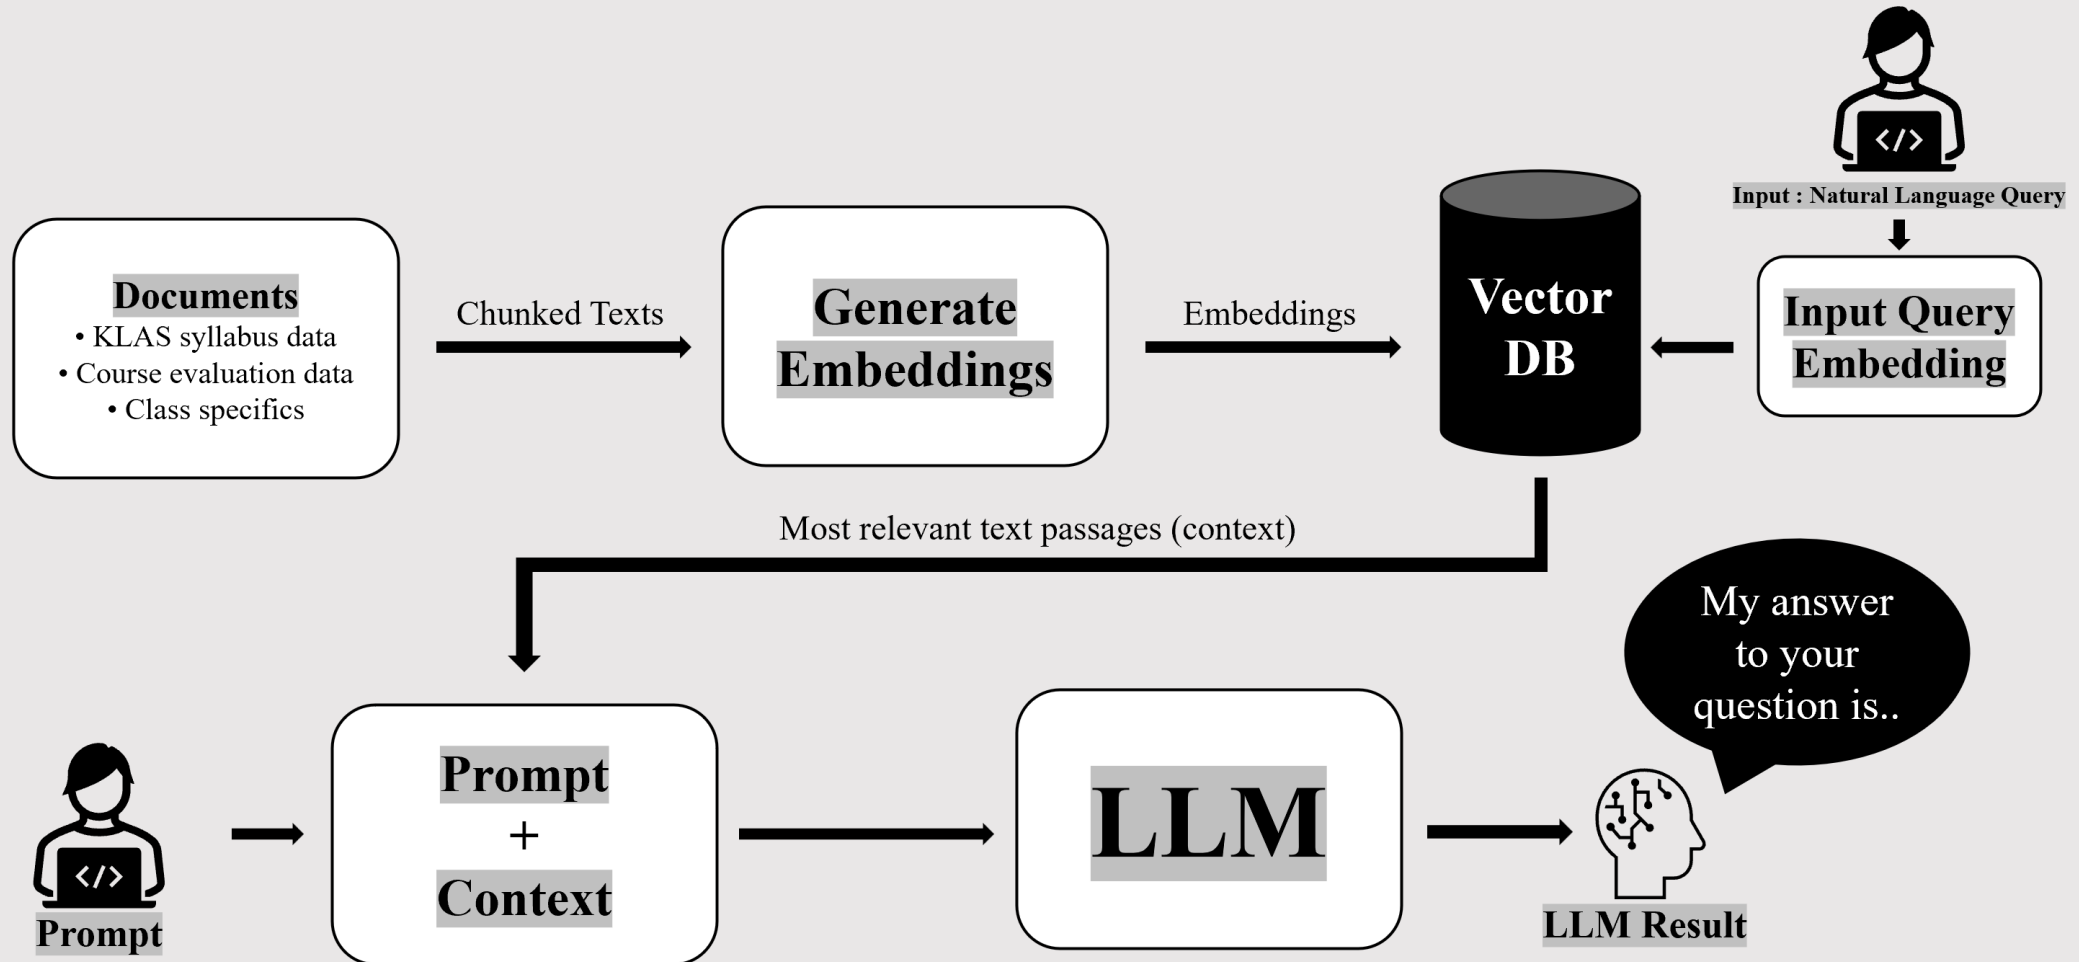 Input : Natural Language Query
Documents
• KLAS syllabus data
• Course evaluation data
• Class specifics
Chunked Texts
Generate
Embeddings
Embeddings
Vector
DB
Input Query
Embedding
Most relevant text passages (context)
My answer
to your
question is..
</>
</>
Prompt
Prompt
+
Context
LLM
LLM Result